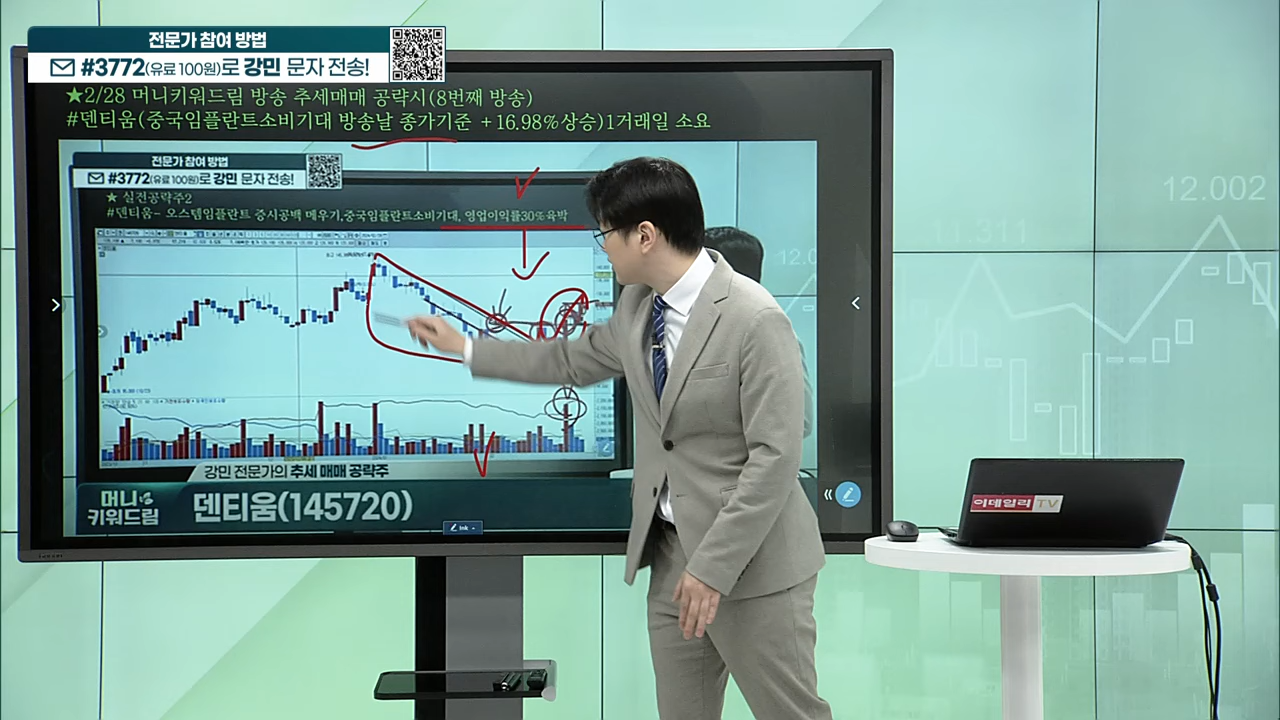 전문가 참여 방법
#3772(유료 100원)로 강민 문자 전송!
★2/28 머니키워드림 방송 추세매매 공략시(8번째 방송)
#덴티움(중국임플란트소비기대 방송날 종가기준 +16.98%상승)1거래일 소요
전문가 참여 방법
#3772(유료 100원)로 강민 문자 전송!
★ 실전공략주2
#덴티움- 오스템임플란트 증시공백 메우기,중국임플란트소비기대, 영업이익률30%육박
강민 전문가의 추세 매매 공략주
머니
키워드림
덴티움(145720)
Ink
12.002
11.311
12.0
이데일리TV